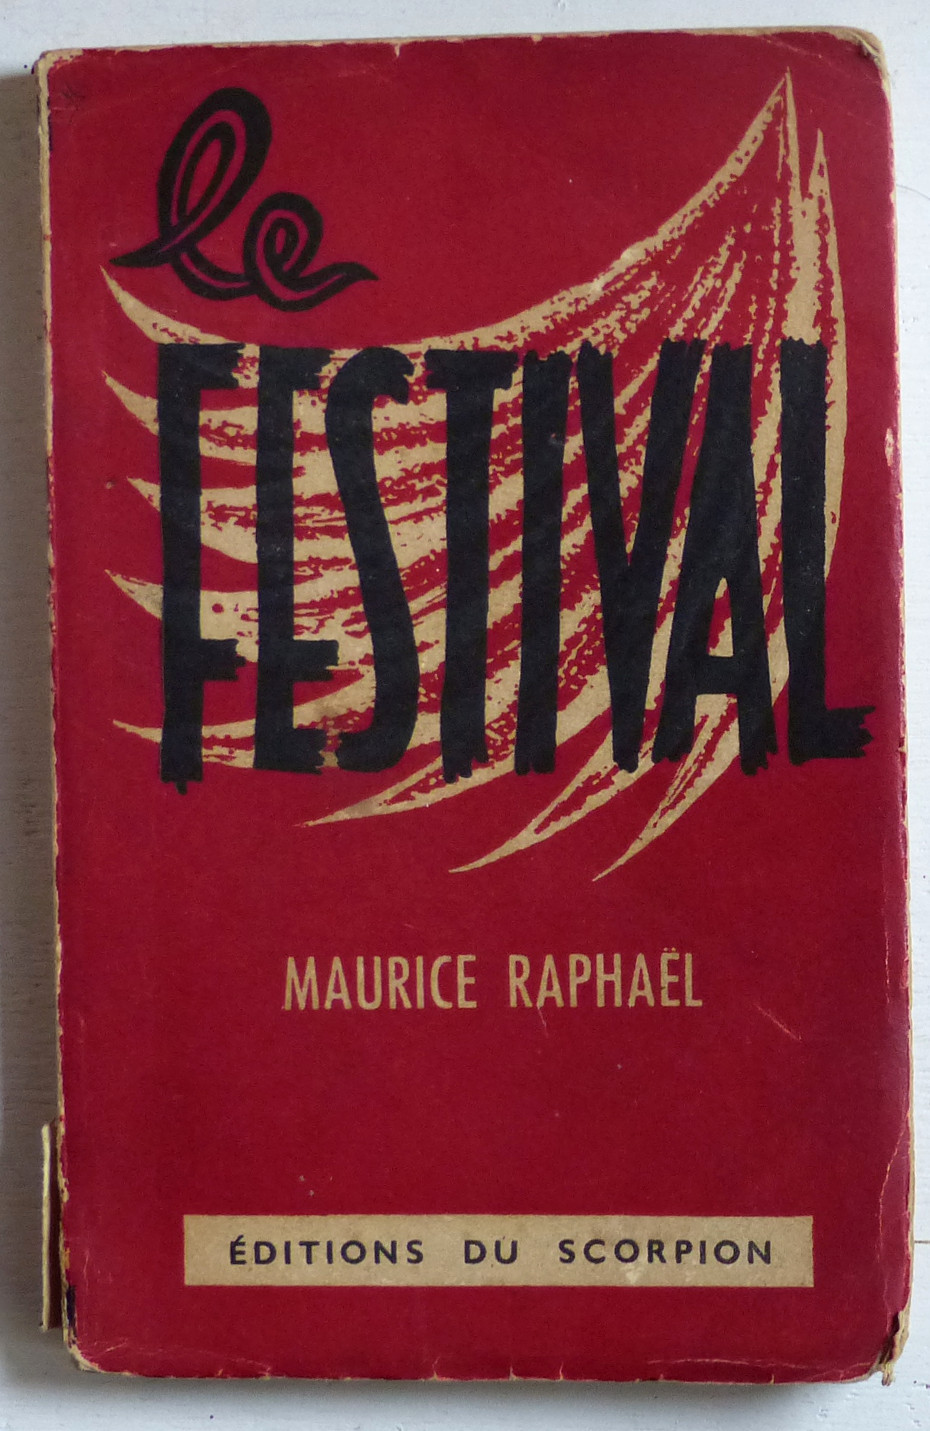 le
FESTIVAL
MAURICE RAPHAËL
ÉDITIONS DU SCORPION